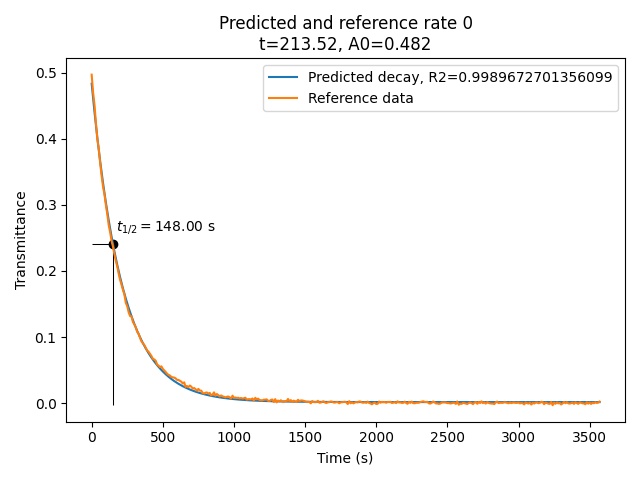 Predicted and reference rate 0
t=213.52, A0=0.482
Predicted decay, R2=0.9989672701356099
Reference data
t1/2 = 148.00 s
Transmittance
0.5
0.4
0.3
0.2
0.1
0.0
0 500 1000 1500 2000 2500 3000 3500
Time (s)